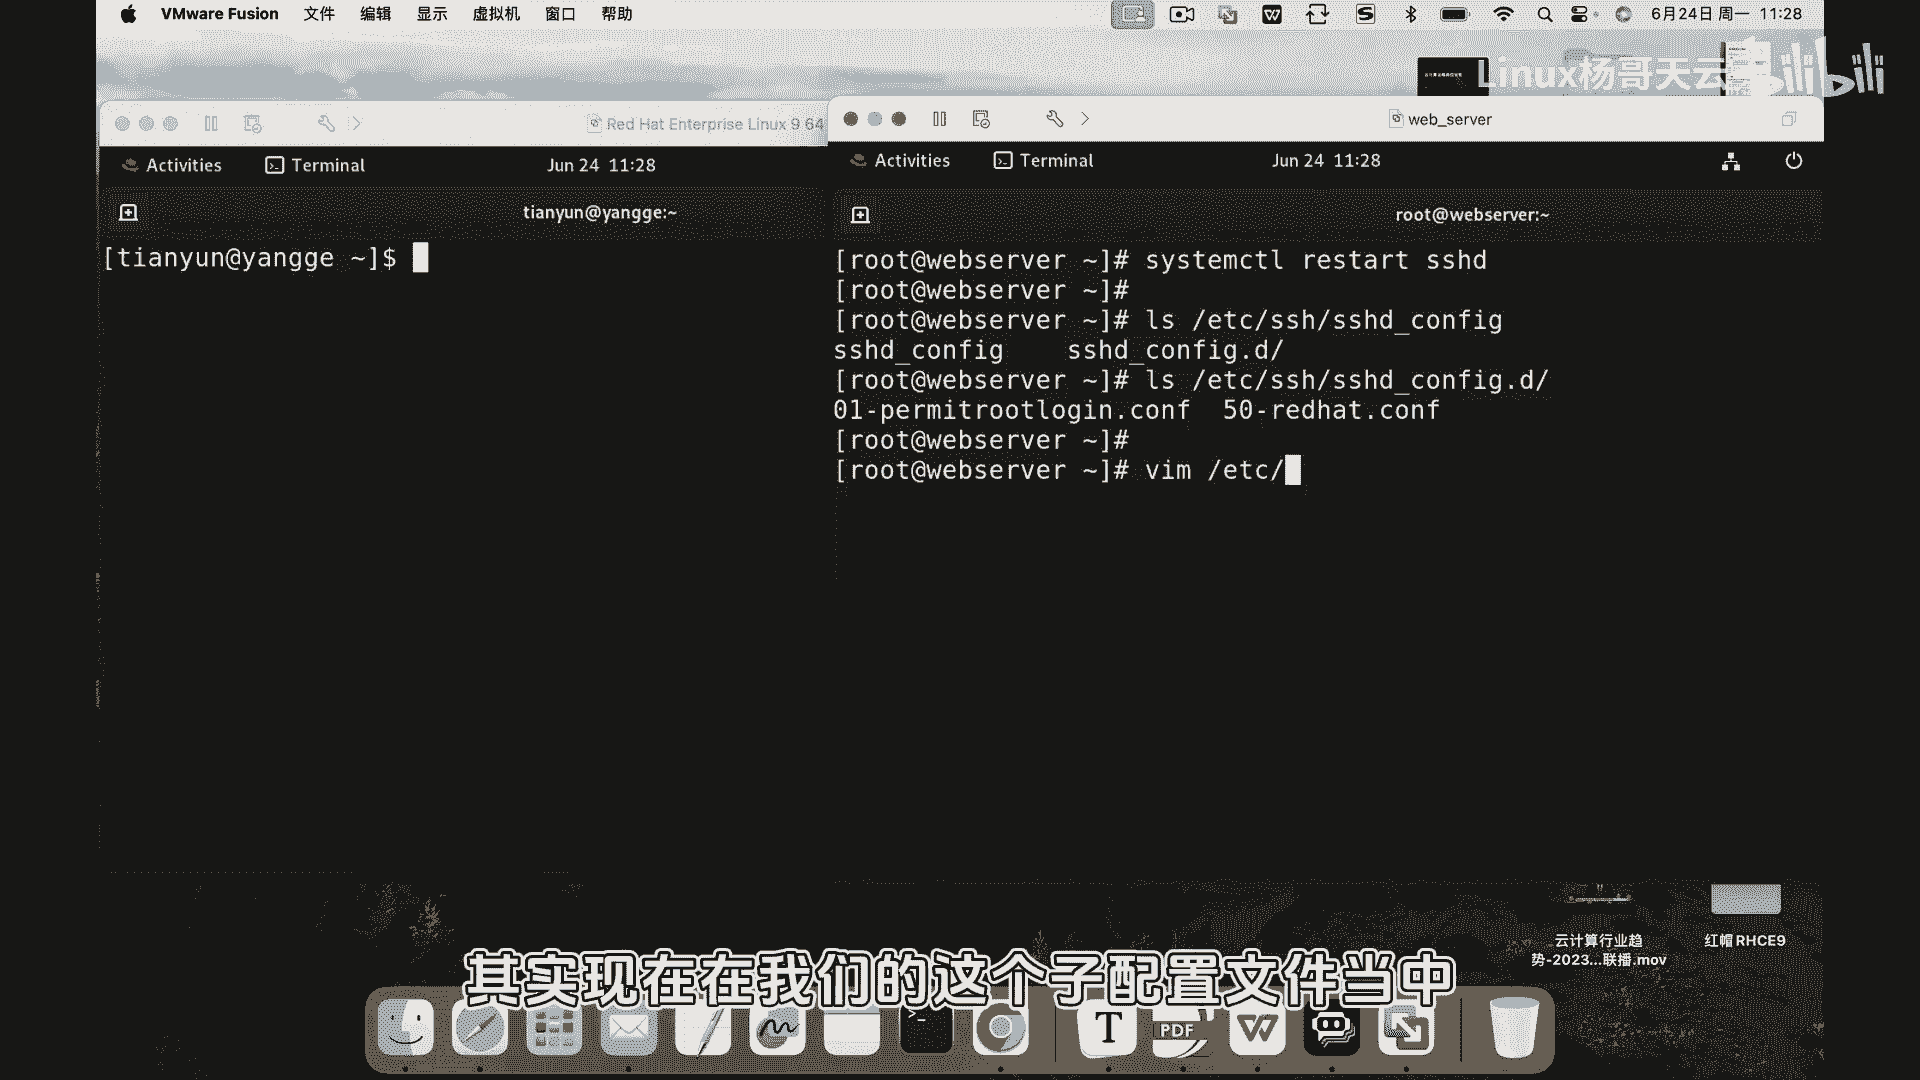 VMware Fusion 文件 编辑 显示 虚拟机 窗口 帮助
6月24日 周一 11:28
Linux杨哥天云 bilibili
Red Hat Enterprise Linux 9 64
Activities Terminal Jun 24 11:28
tianyun@yangge:~
[tianyun@yangge ~]$
web_server
Activities Terminal Jun 24 11:28
root@webserver:~
[root@webserver ~]# systemctl restart sshd
[root@webserver ~]#
[root@webserver ~]# ls /etc/ssh/sshd_config
sshd_config sshd_config.d/
[root@webserver ~]# ls /etc/ssh/sshd_config.d/
01-permitrootlogin.conf 50-redhat.conf
[root@webserver ~]#
[root@webserver ~]# vim /etc/
云计算行业趋
势-2023...联播.mov
红帽RHCE9
其实现在在我们的这个子配置文件当中
T
PDF